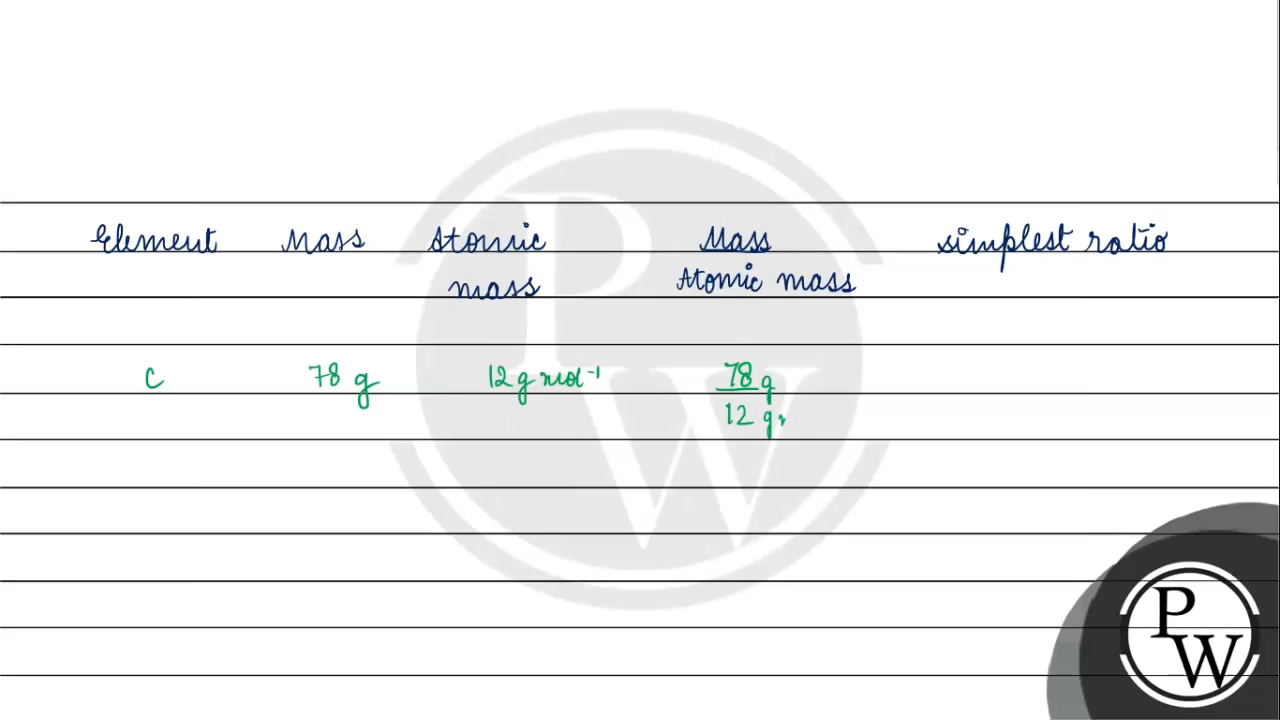 Element Mass Atomic mass Mass / Atomic mass simplest ratio
C 78 g 12 g mol⁻¹ 78 g / 12 g
P
W
P
W